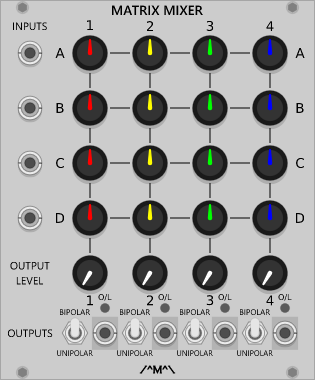 MATRIX MIXER
INPUTS 1 2 3 4
A A
B B
C C
D D
OUTPUT
LEVEL
1 O/L 2 O/L 3 O/L 4 O/L
BIPOLAR BIPOLAR BIPOLAR BIPOLAR
OUTPUTS
UNIPOLAR UNIPOLAR UNIPOLAR UNIPOLAR
/^M^\